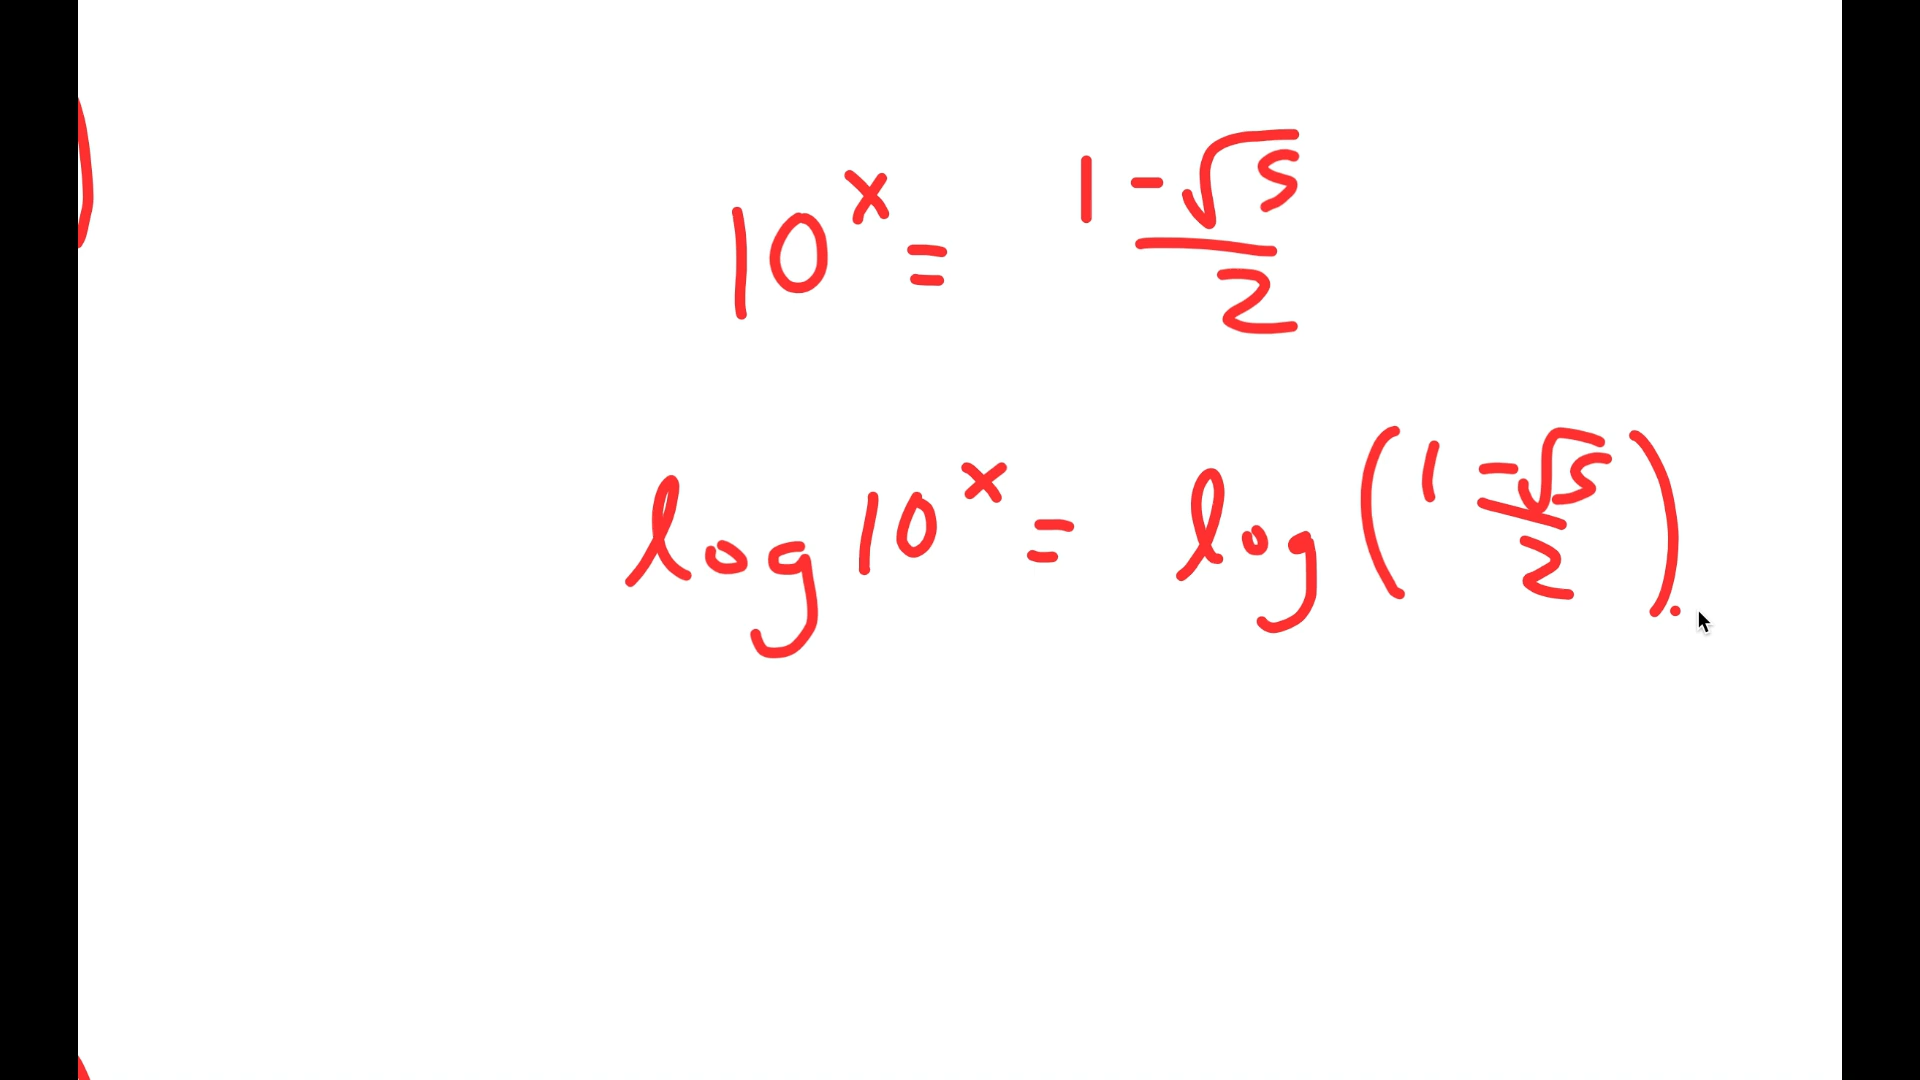 10^x = (1 - √5)/2
log 10^x = log ((1 - √5)/2).